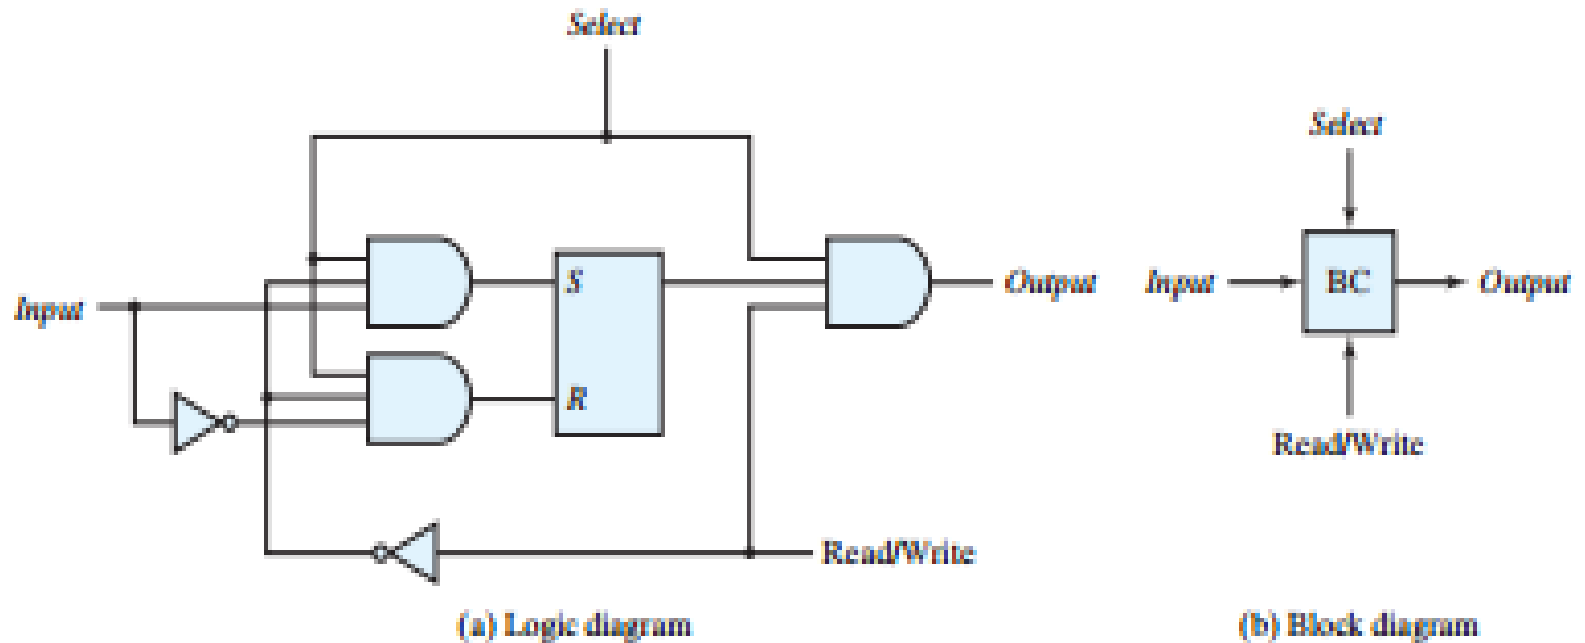 Select
Input
S
R
Output
Read/Write
(a) Logic diagram
Select
Input
BC
Output
Read/Write
(b) Block diagram